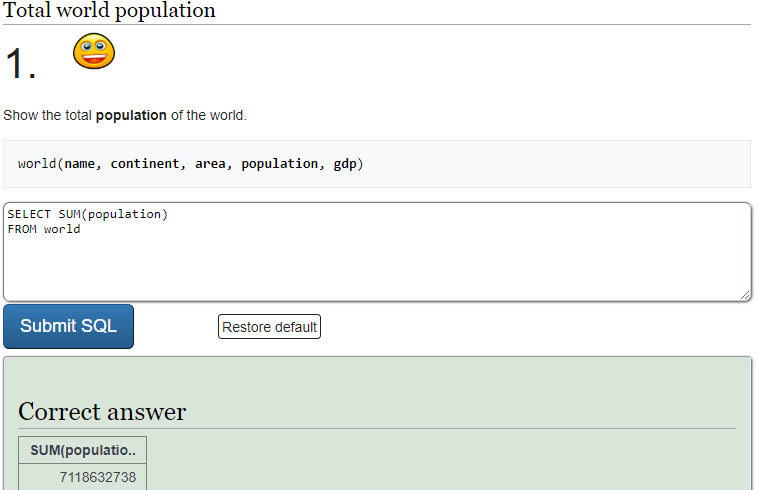 Total world population
1.
Show the total population of the world.
world(name, continent, area, population, gdp)
SELECT SUM(population)
FROM world
Submit SQL
Restore default
Correct answer
SUM(populatio..
7118632738